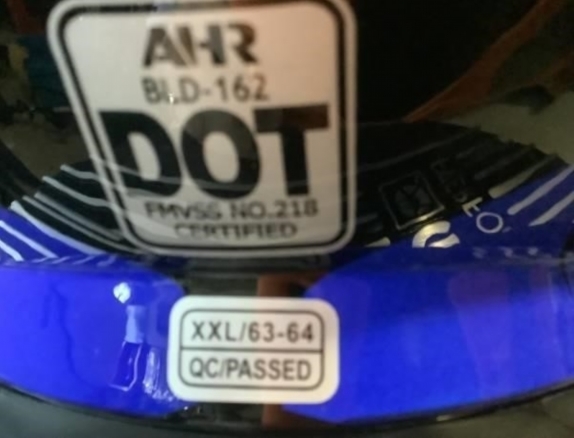 AHR
BLD-162
DOT
FMVSS NO.218
CERTIFIED
XXL/63-64
QC/PASSED